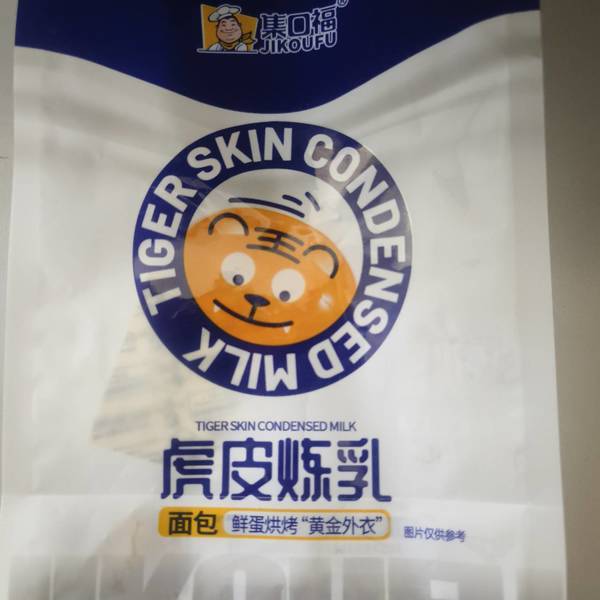 集口福®
JIKOUFU
TIGER SKIN CONDENSED MILK
王
TIGER SKIN CONDENSED MILK
虎皮炼乳
面包 鲜蛋烘烤“黄金外衣” 图片仅供参考